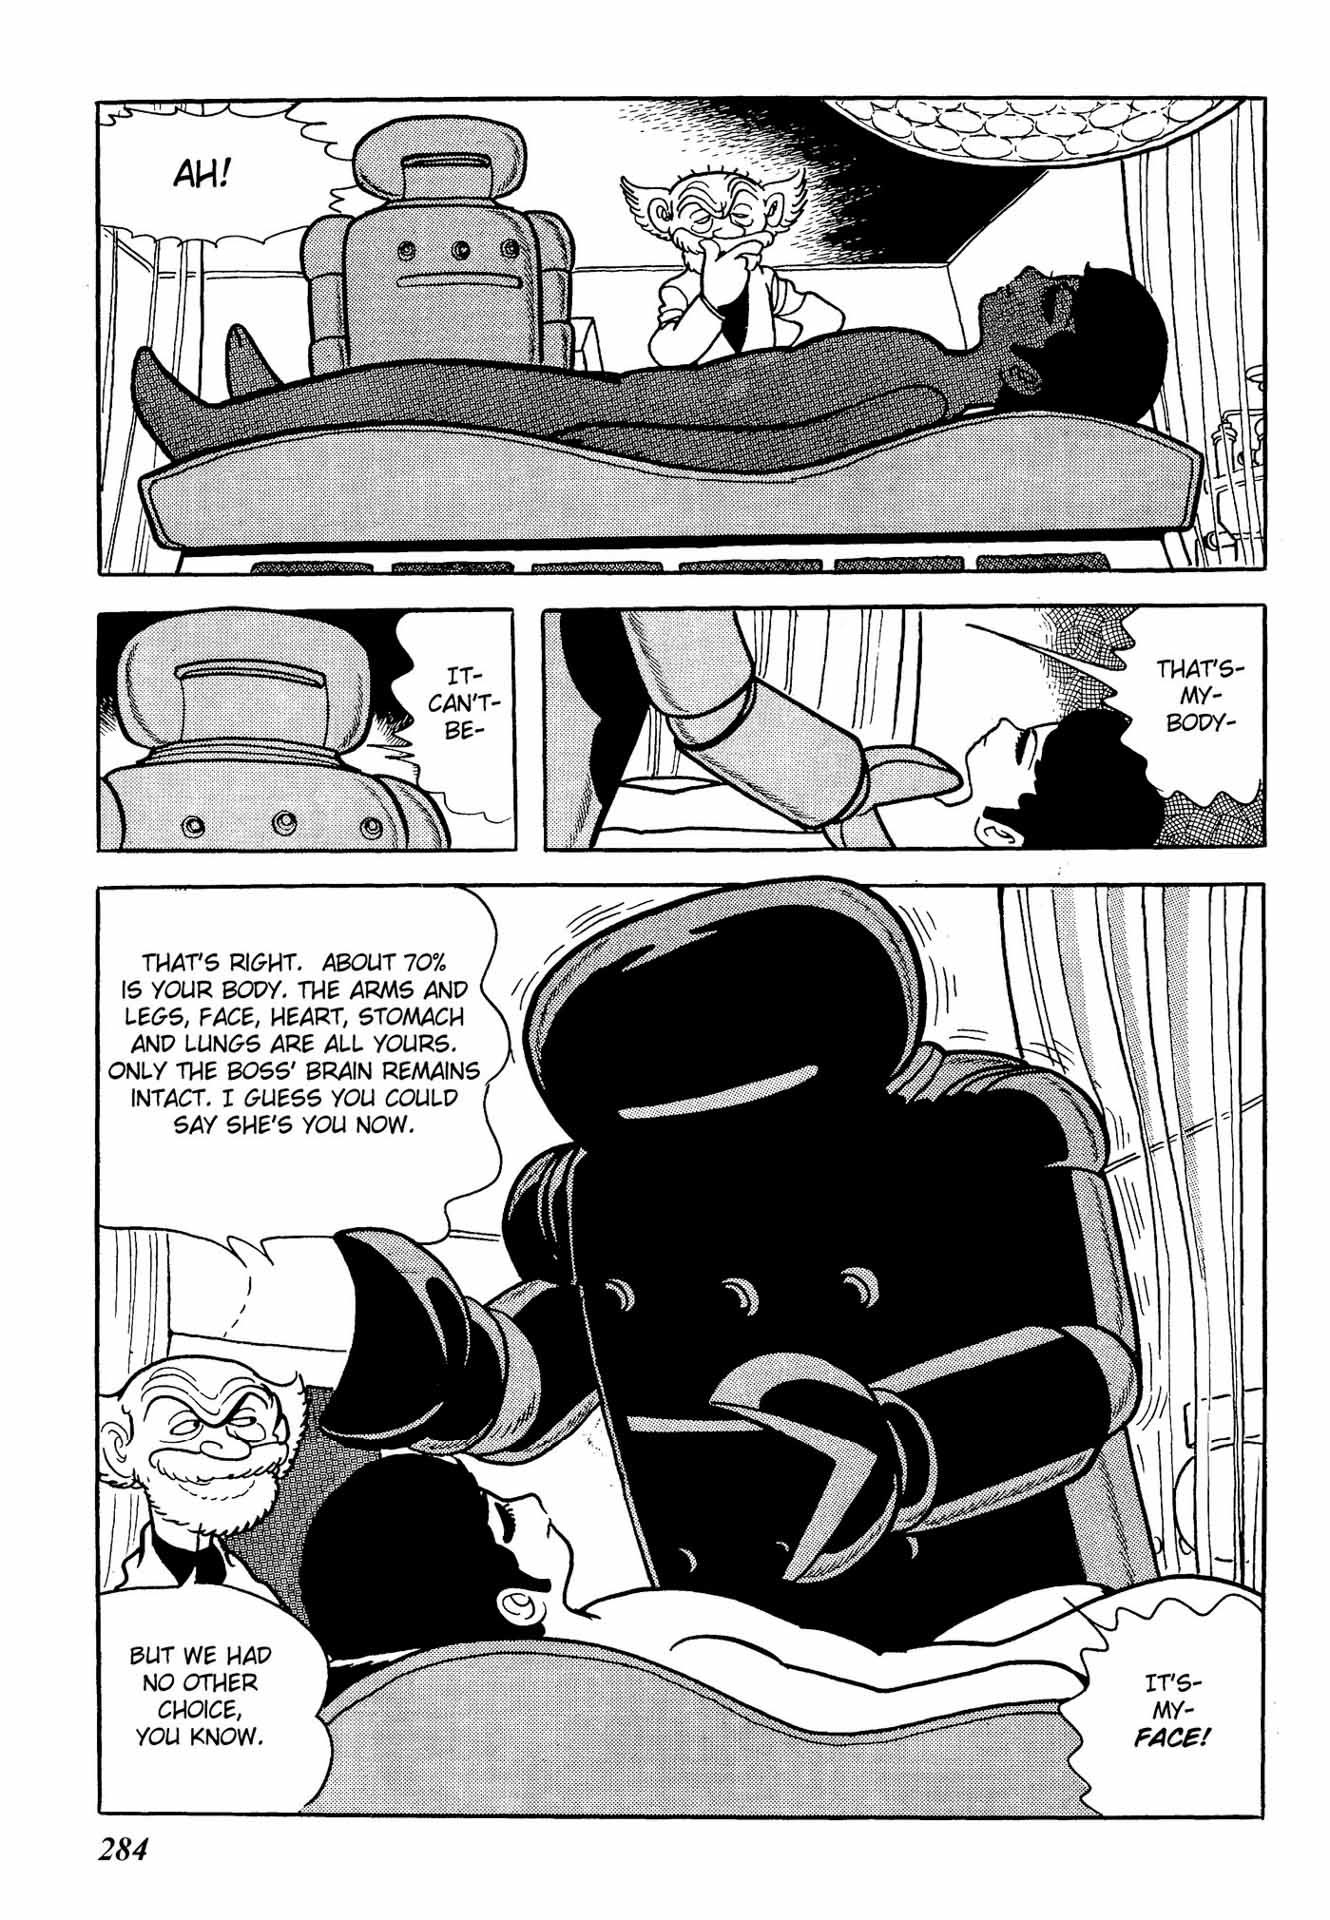 AH!
IT-
CAN'T-
BE-
THAT'S-
MY-
BODY-
THAT'S RIGHT. ABOUT 70%
IS YOUR BODY. THE ARMS AND
LEGS, FACE, HEART, STOMACH
AND LUNGS ARE ALL YOURS.
ONLY THE BOSS' BRAIN REMAINS
INTACT. I GUESS YOU COULD
SAY SHE'S YOU NOW.
BUT WE HAD
NO OTHER
CHOICE,
YOU KNOW.
IT'S-
MY-
FACE!
284